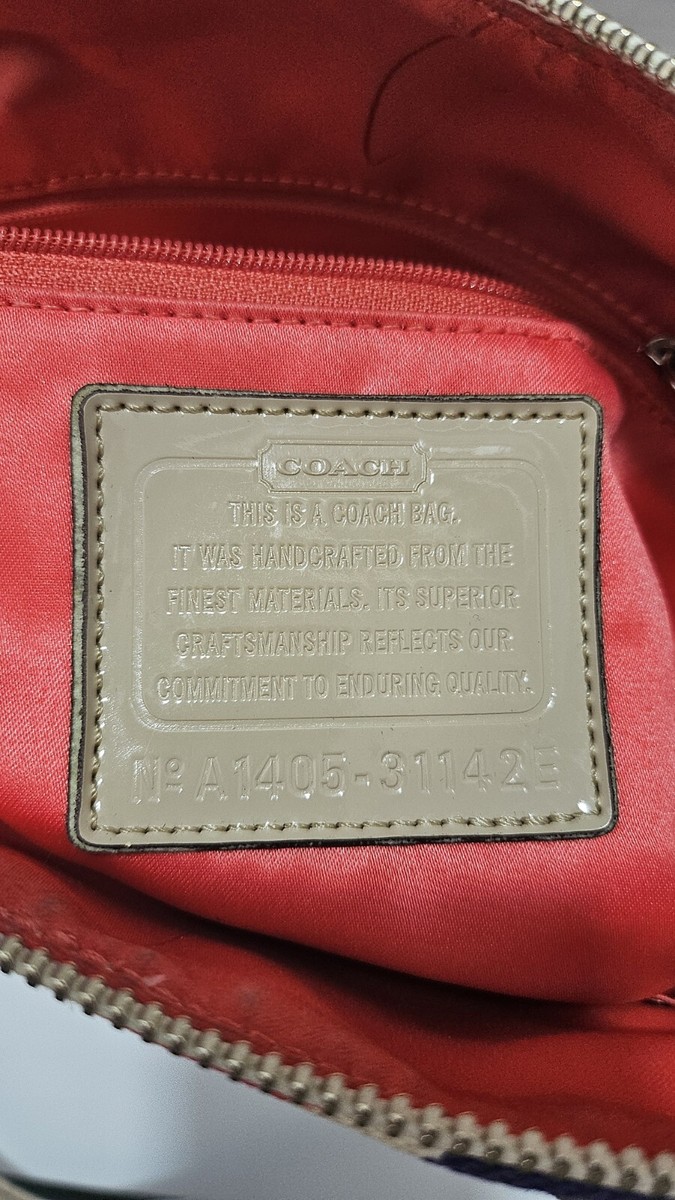 COACH
THIS IS A COACH BAG.
IT WAS HANDCRAFTED FROM THE
FINEST MATERIALS. ITS SUPERIOR
CRAFTSMANSHIP REFLECTS OUR
COMMITMENT TO ENDURING QUALITY.
Nº A1405-31142